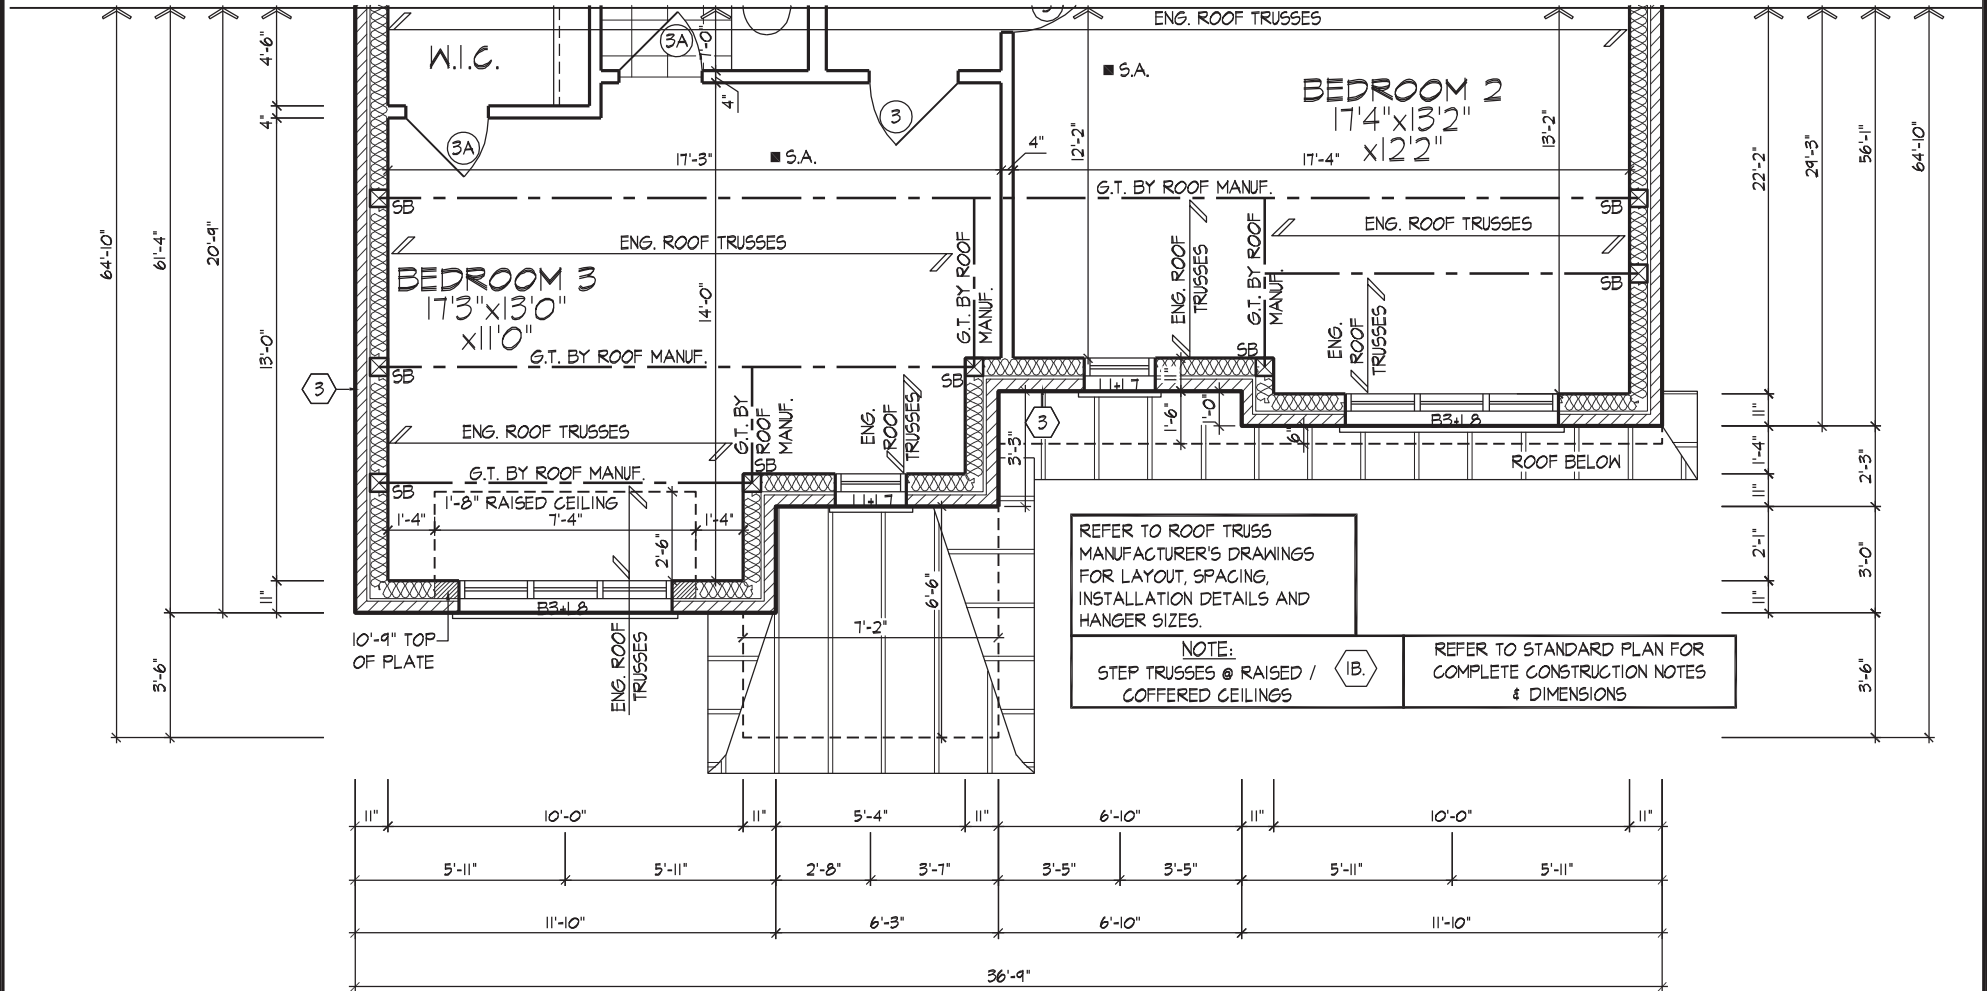 ENG. ROOF TRUSSES
W.I.C.
3A
1'-0"
4"
S.A.
BEDROOM 2
17'4"x13'2"
x12'2"
3
3A
S.A.
4"
12'-2"
13'-2"
17'-3"
17'-4"
G.T. BY ROOF MANUF.
SB
SB
ENG. ROOF TRUSSES
ENG. ROOF TRUSSES
BEDROOM 3
17'3"x13'0"
x11'0"
14'-0"
G.T. BY ROOF
MANUF.
ENG. ROOF
TRUSSES
G.T. BY ROOF
MANUF.
SB
ENG.
ROOF
TRUSSES
G.T. BY ROOF MANUF.
SB
SB
SB
3
11+L7
11"
1'-6"
1'-0"
6"
B3+L8
3
3'-3"
ROOF BELOW
ENG. ROOF TRUSSES
G.T. BY
ROOF
MANUF.
ENG.
ROOF
TRUSSES
G.T. BY ROOF MANUF.
SB
SB
1'-8" RAISED CEILING
1'-4"
7'-4"
1'-4"
2'-6"
B3+L8
10'-9" TOP
OF PLATE
ENG. ROOF
TRUSSES
6'-6"
7'-2"
REFER TO ROOF TRUSS
MANUFACTURER'S DRAWINGS
FOR LAYOUT, SPACING,
INSTALLATION DETAILS AND
HANGER SIZES.
NOTE:
STEP TRUSSES @ RAISED /
COFFERED CEILINGS
1B.
REFER TO STANDARD PLAN FOR
COMPLETE CONSTRUCTION NOTES
& DIMENSIONS
64'-10"
61'-4"
3'-6"
20'-9"
4'-6"
4"
13'-0"
11"
22'-2"
11"
1'-4"
11"
2'-1"
11"
29'-3"
56'-1"
2'-3"
3'-0"
3'-6"
64'-10"
11"
10'-0"
11"
5'-4"
11"
6'-10"
11"
10'-0"
11"
5'-11"
5'-11"
2'-8"
3'-7"
3'-5"
3'-5"
5'-11"
5'-11"
11'-10"
6'-3"
6'-10"
11'-10"
36'-9"